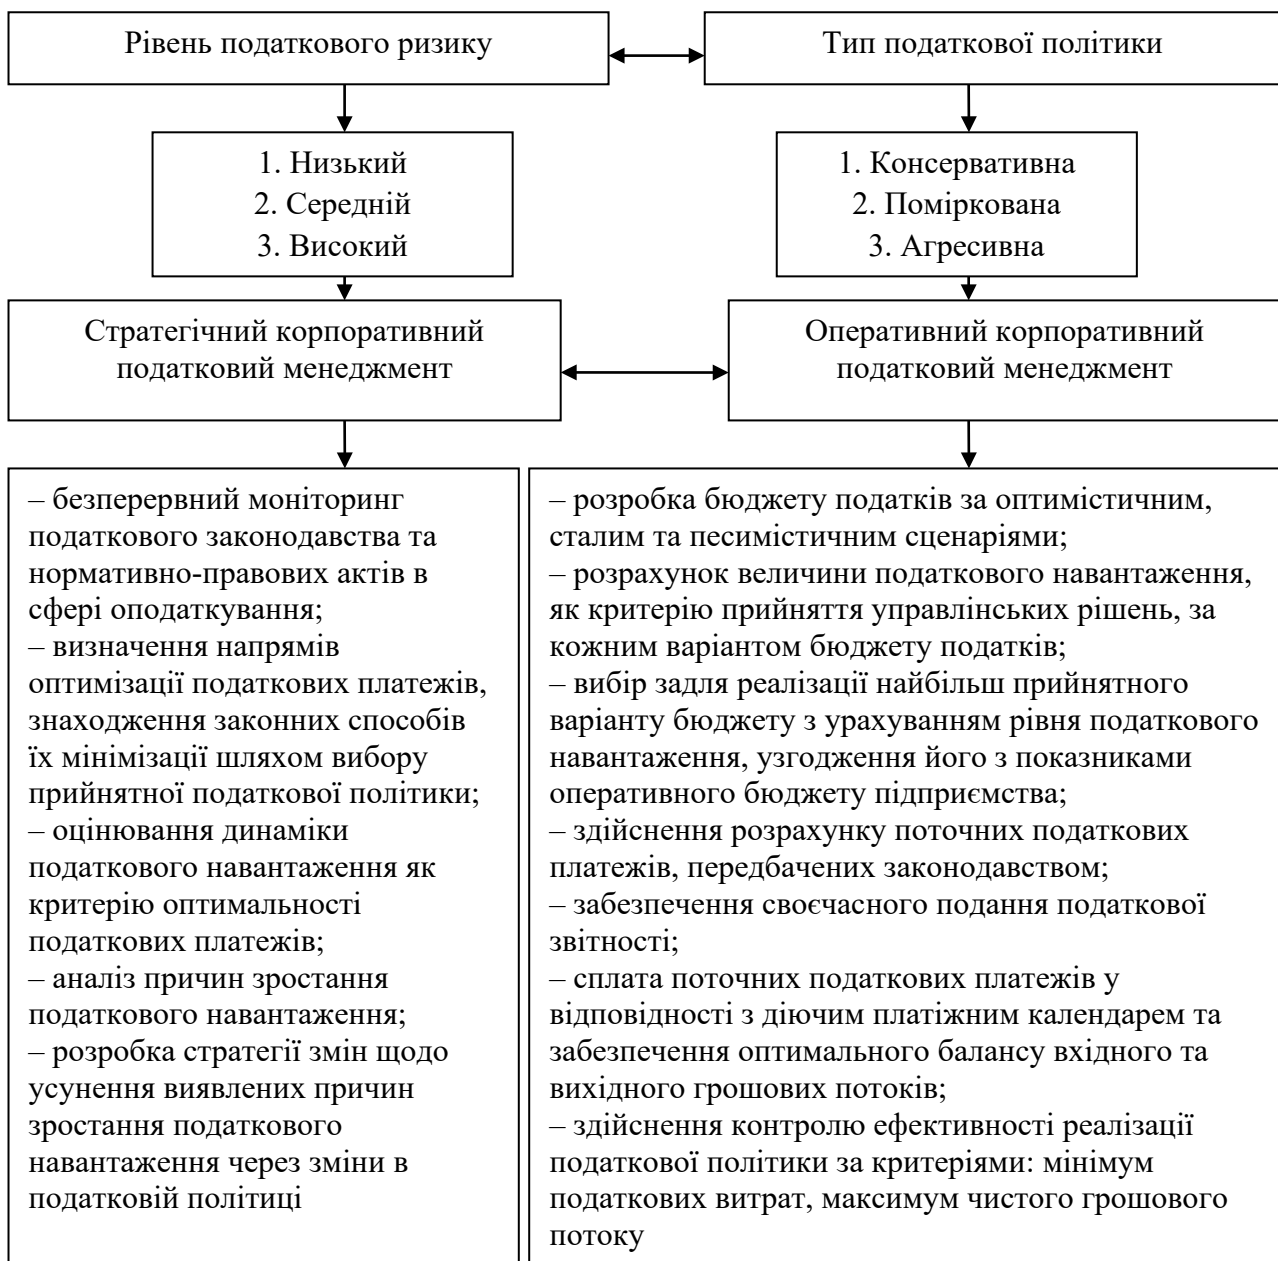 Рівень податкового ризику
Тип податкової політики
1. Низький
2. Середній
3. Високий
1. Консервативна
2. Поміркована
3. Агресивна
Стратегічний корпоративний
податковий менеджмент
Оперативний корпоративний
податковий менеджмент
– безперервний моніторинг
податкового законодавства та
нормативно-правових актів в
сфері оподаткування;
– визначення напрямів
оптимізації податкових платежів,
знаходження законних способів
їх мінімізації шляхом вибору
прийнятної податкової політики;
– оцінювання динаміки
податкового навантаження як
критерію оптимальності
податкових платежів;
– аналіз причин зростання
податкового навантаження;
– розробка стратегії змін щодо
усунення виявлених причин
зростання податкового
навантаження через зміни в
податковій політиці
– розробка бюджету податків за оптимістичним,
сталим та песимістичним сценаріями;
– розрахунок величини податкового навантаження,
як критерію прийняття управлінських рішень, за
кожним варіантом бюджету податків;
– вибір задля реалізації найбільш прийнятного
варіанту бюджету з урахуванням рівня податкового
навантаження, узгодження його з показниками
оперативного бюджету підприємства;
– здійснення розрахунку поточних податкових
платежів, передбачених законодавством;
– забезпечення своєчасного подання податкової
звітності;
– сплата поточних податкових платежів у
відповідності з діючим платіжним календарем та
забезпечення оптимального балансу вхідного та
вихідного грошових потоків;
– здійснення контролю ефективності реалізації
податкової політики за критеріями: мінімум
податкових витрат, максимум чистого грошового
потоку